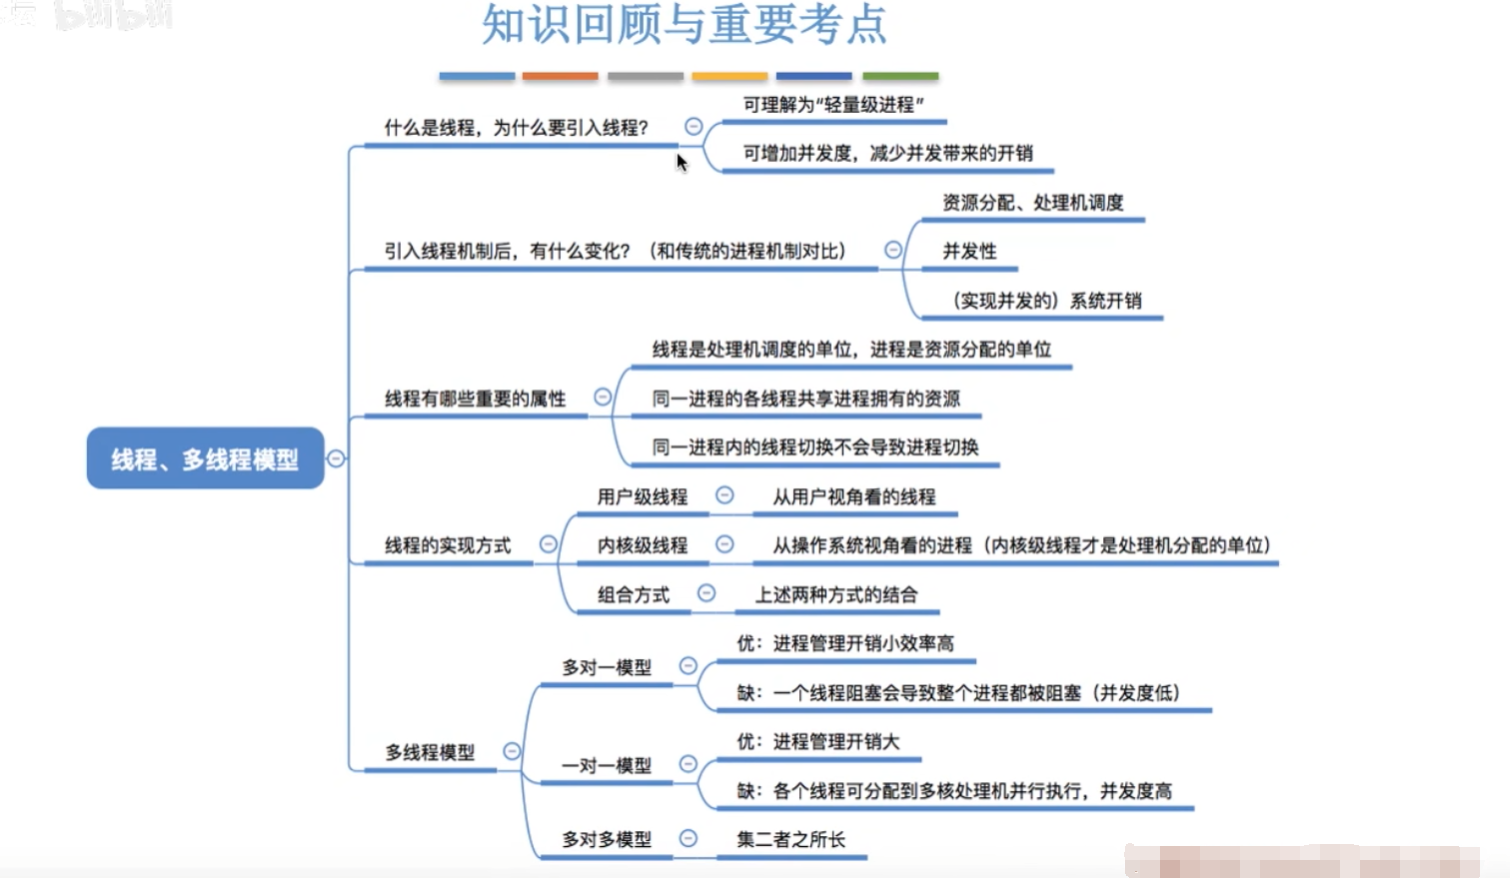 坛 bilibili
知识回顾与重要考点
可理解为“轻量级进程”
什么是线程，为什么要引入线程？
可增加并发度，减少并发带来的开销
资源分配、处理机调度
引入线程机制后，有什么变化？（和传统的进程机制对比）
并发性
（实现并发的）系统开销
线程是处理机调度的单位，进程是资源分配的单位
线程有哪些重要的属性
同一进程的各线程共享进程拥有的资源
同一进程内的线程切换不会导致进程切换
线程、多线程模型
用户级线程 从用户视角看的线程
线程的实现方式
内核级线程 从操作系统视角看的进程（内核级线程才是处理机分配的单位）
组合方式 上述两种方式的结合
优：进程管理开销小效率高
多对一模型
缺：一个线程阻塞会导致整个进程都被阻塞（并发度低）
多线程模型
优：进程管理开销大
一对一模型
缺：各个线程可分配到多核处理机并行执行，并发度高
多对多模型 集二者之所长